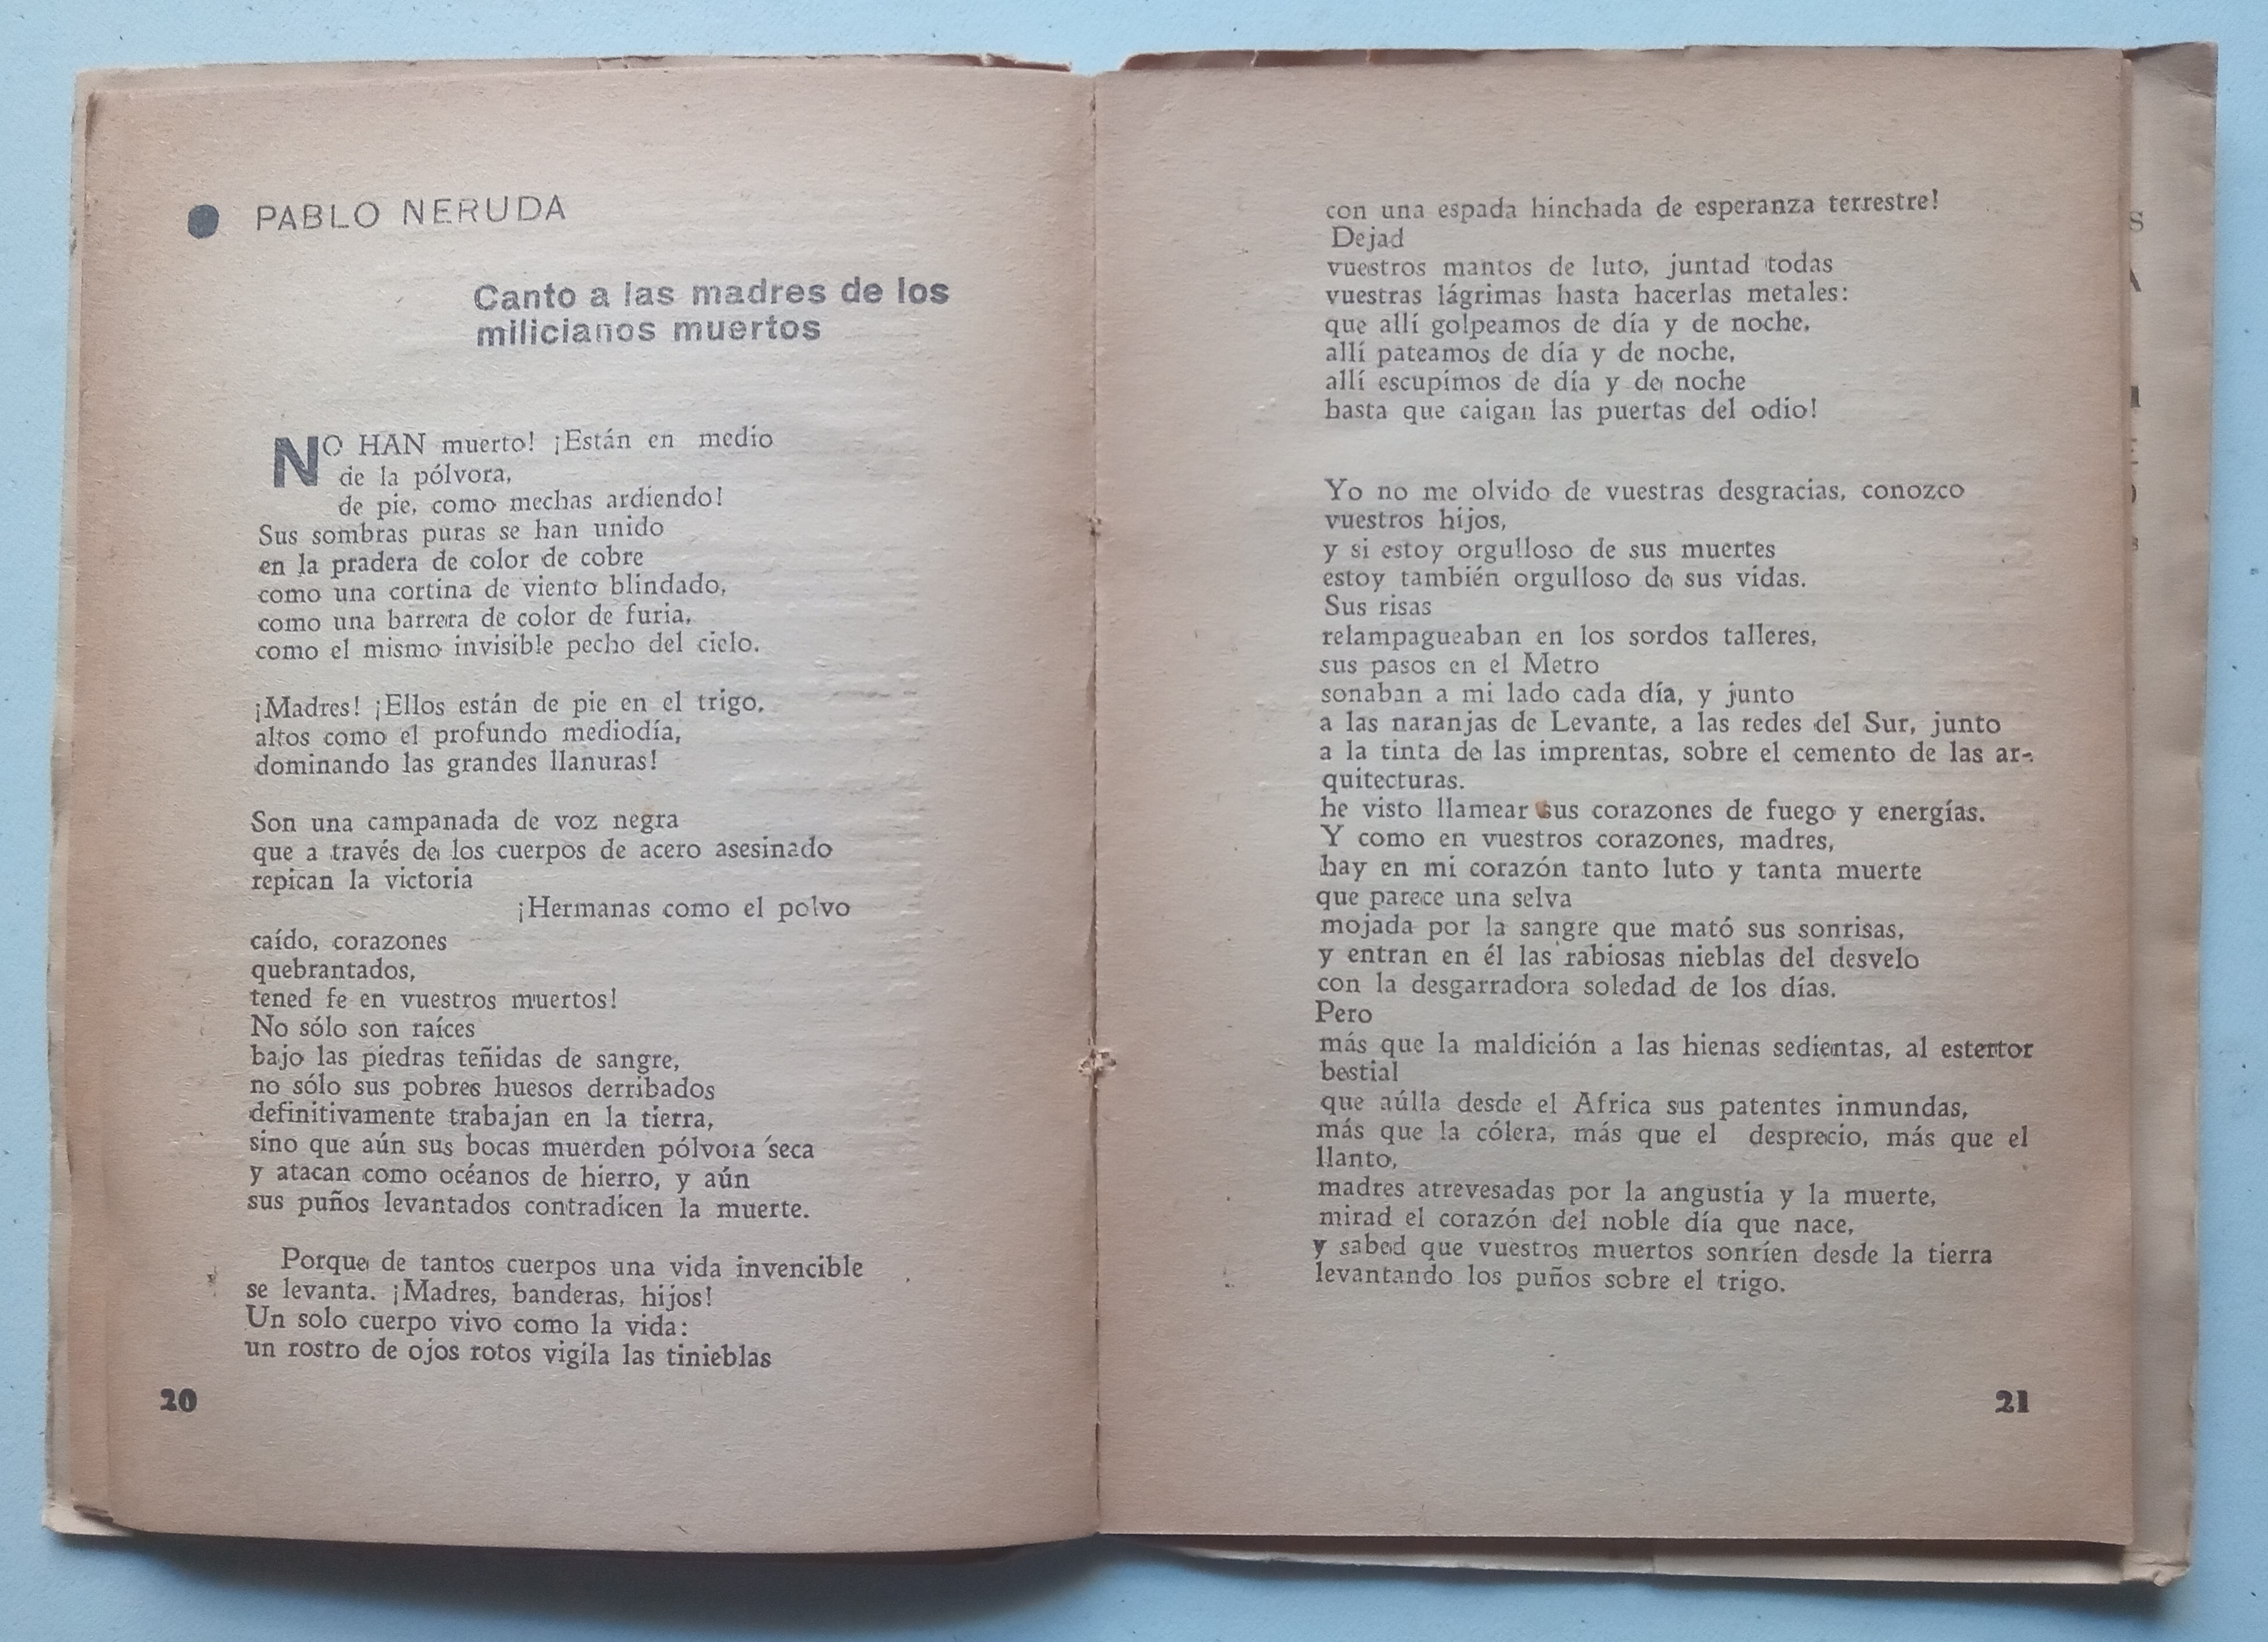 PABLO NERUDA
Canto a las madres de los
milicianos muertos
NO HAN muerto! ¡Están en medio
de la pólvora,
de pie, como mechas ardiendo!
Sus sombras puras se han unido
en la pradera de color de cobre
como una cortina de viento blindado,
como una barrera de color de furia,
como el mismo invisible pecho del cielo.
¡Madres! ¡Ellos están de pie en el trigo,
altos como el profundo mediodía,
dominando las grandes llanuras!
Son una campanada de voz negra
que a través de los cuerpos de acero asesinado
repican la victoria
¡Hermanas como el polvo
caído, corazones
quebrantados,
tened fe en vuestros muertos!
No sólo son raíces
bajo las piedras teñidas de sangre,
no sólo sus pobres huesos derribados
definitivamente trabajan en la tierra,
sino que aún sus bocas muerden pólvora seca
y atacan como océanos de hierro, y aún
sus puños levantados contradicen la muerte.
Porque de tantos cuerpos una vida invencible
se levanta. ¡Madres, banderas, hijos!
Un solo cuerpo vivo como la vida:
un rostro de ojos rotos vigila las tinieblas
20
con una espada hinchada de esperanza terrestre!
Dejad
vuestros mantos de luto, juntad todas
vuestras lágrimas hasta hacerlas metales:
que allí golpeamos de día y de noche,
allí pateamos de día y de noche,
allí escupimos de día y de noche
hasta que caigan las puertas del odio!
Yo no me olvido de vuestras desgracias, conozco
vuestros hijos,
y si estoy orgulloso de sus muertes
estoy también orgulloso de sus vidas.
Sus risas
relampagueaban en los sordos talleres,
sus pasos en el Metro
sonaban a mi lado cada día, y junto
a las naranjas de Levante, a las redes del Sur, junto
a la tinta de las imprentas, sobre el cemento de las ar-
quitecturas.
he visto llamear sus corazones de fuego y energías.
Y como en vuestros corazones, madres,
hay en mi corazón tanto luto y tanta muerte
que parece una selva
mojada por la sangre que mató sus sonrisas,
y entran en él las rabiosas nieblas del desvelo
con la desgarradora soledad de los días.
Pero
más que la maldición a las hienas sedientas, al estertor
bestial
que aúlla desde el Africa sus patentes inmundas,
más que la cólera, más que el desprecio, más que el
llanto,
madres atrevesadas por la angustia y la muerte,
mirad el corazón del noble día que nace,
y sabed que vuestros muertos sonríen desde la tierra
levantando los puños sobre el trigo.
21